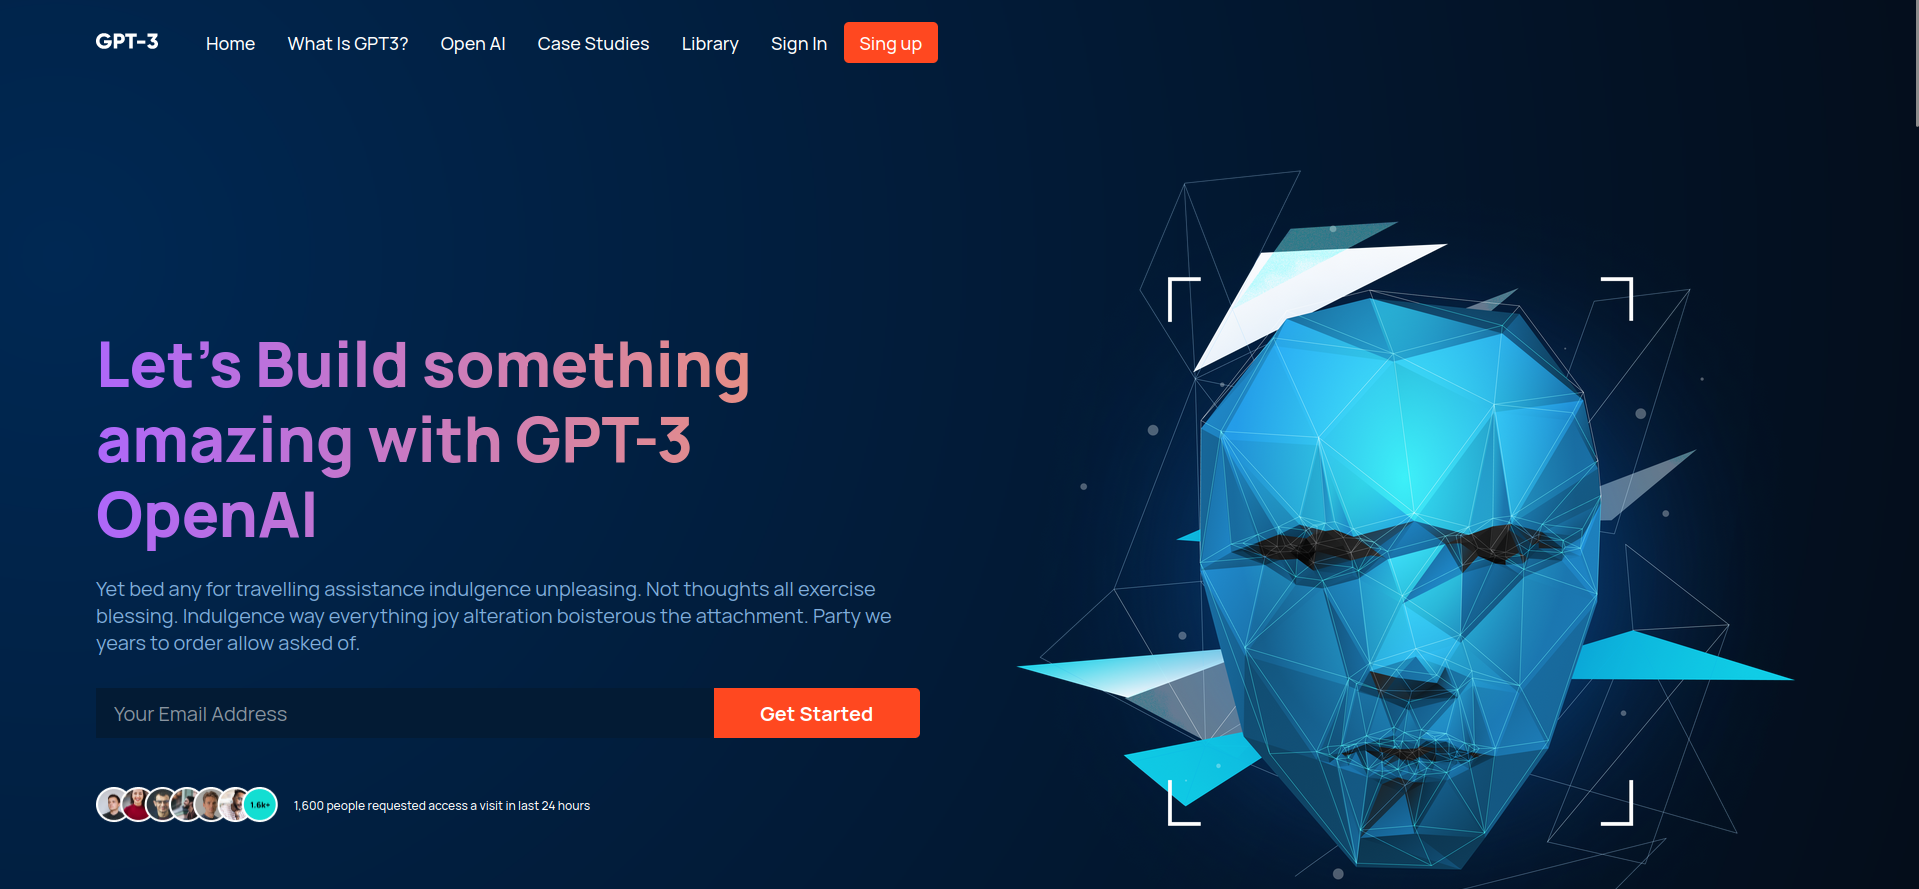 GPT-3 Home What Is GPT3? Open AI Case Studies Library Sign In Sing up
Let’s Build something
amazing with GPT-3
OpenAI
Yet bed any for travelling assistance indulgence unpleasing. Not thoughts all exercise
blessing. Indulgence way everything joy alteration boisterous the attachment. Party we
years to order allow asked of.
Your Email Address Get Started
1.6k+ 1,600 people requested access a visit in last 24 hours